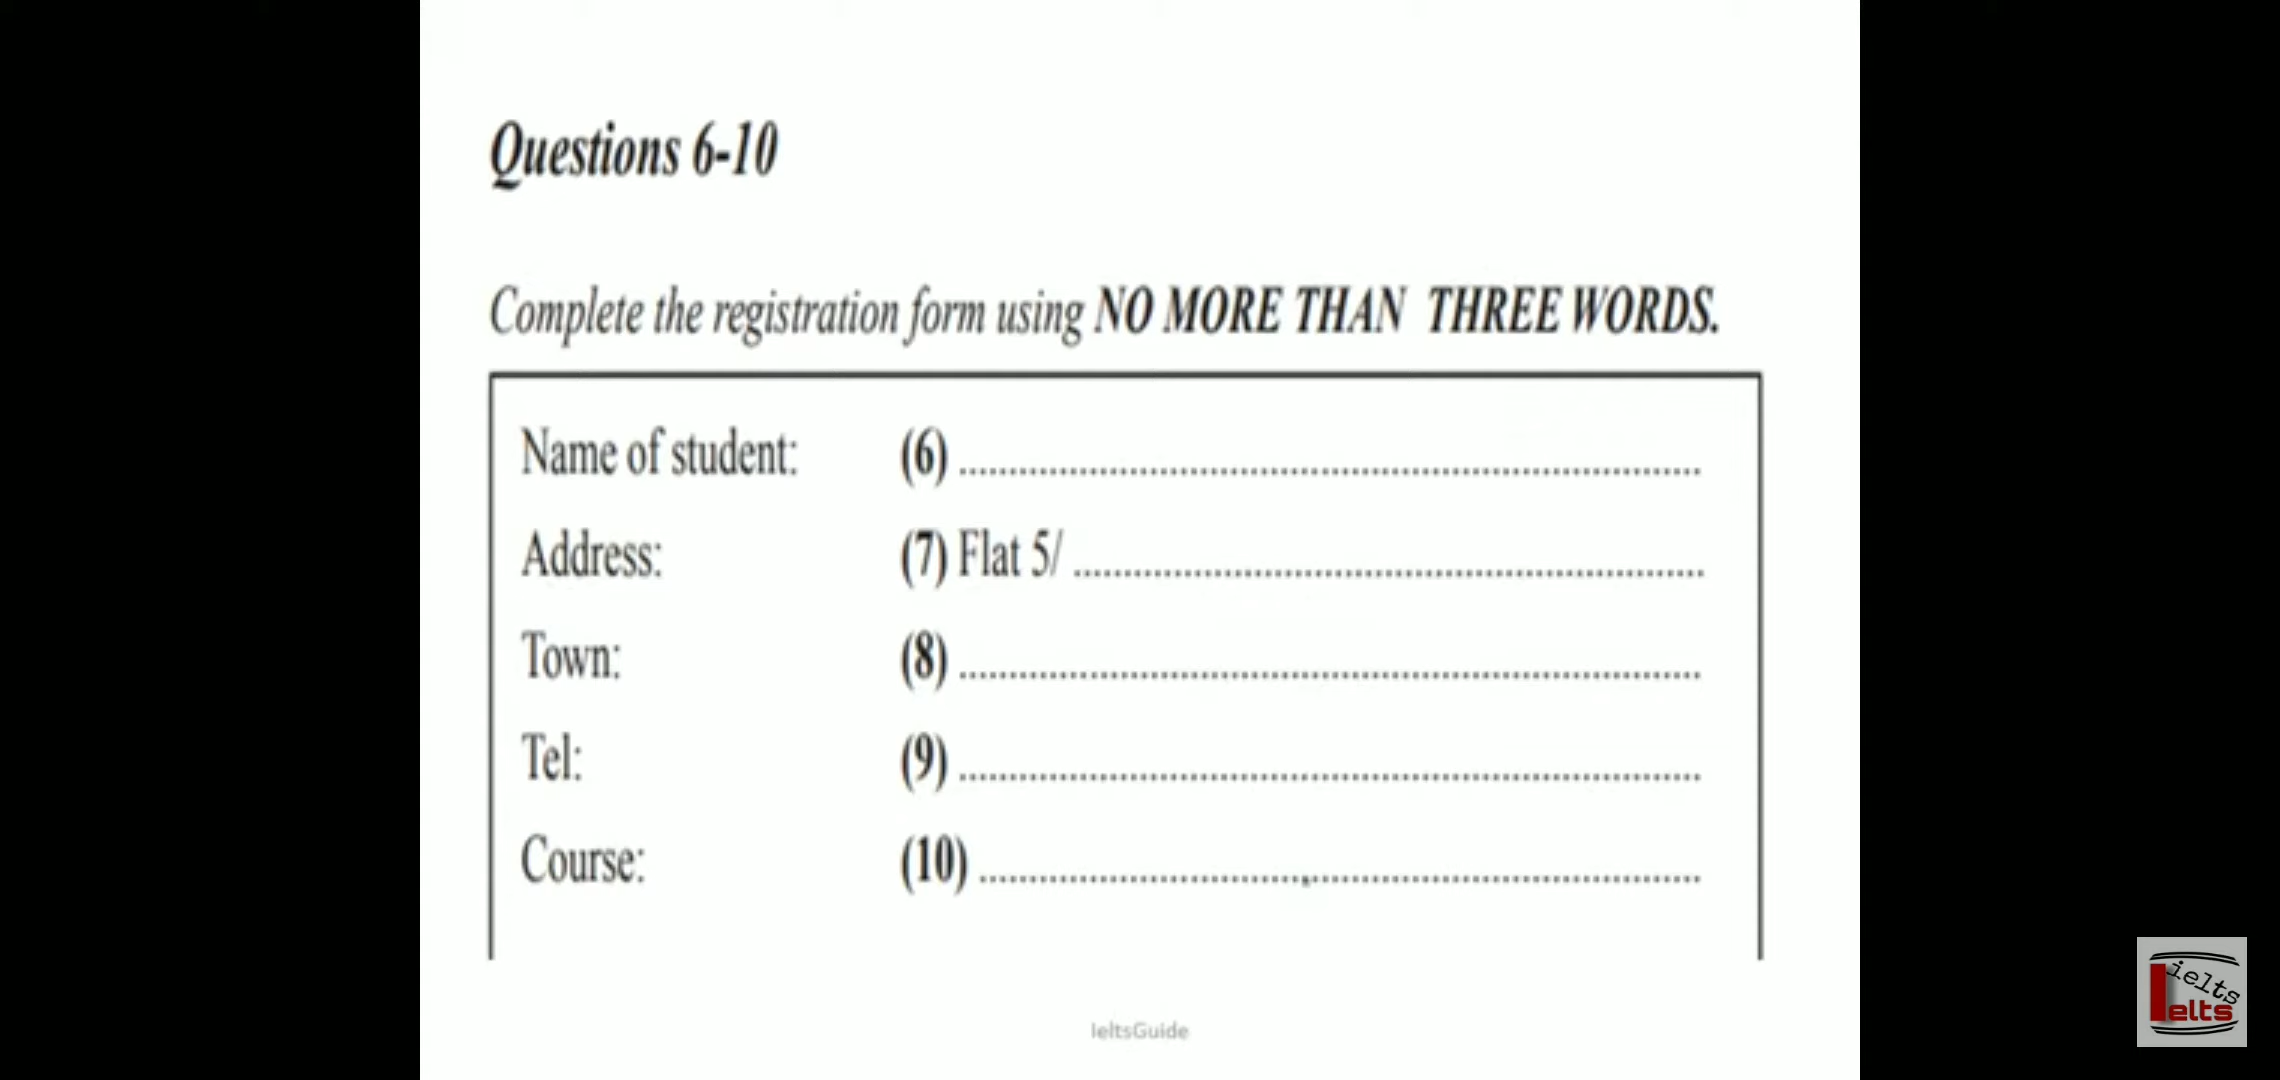 Questions 6-10
Complete the registration form using NO MORE THAN THREE WORDS.
Name of student: (6) ........................................................................
Address: (7) Flat 5/ ..............................................................
Town: (8) ........................................................................
Tel: (9) ........................................................................
Course: (10) ......................................................................
IeltsGuide
ielts
Ielts